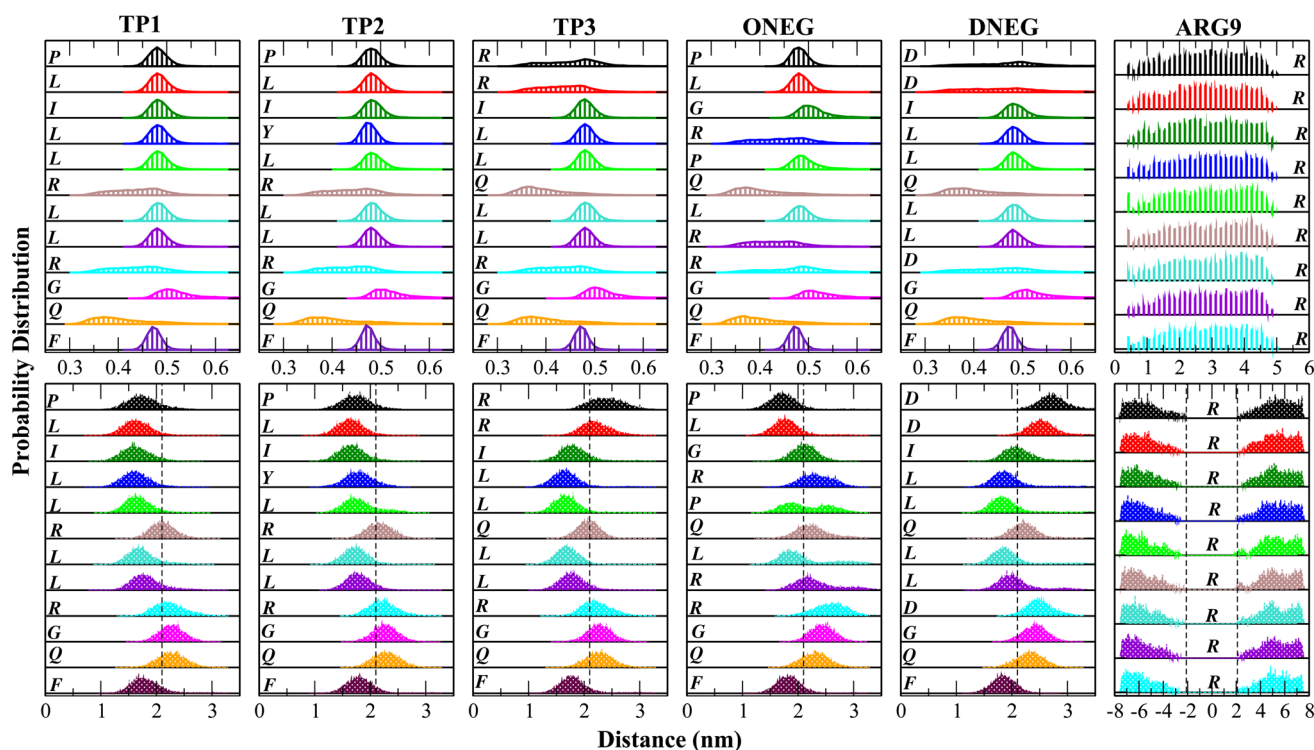 TP1 TP2 TP3 ONEG DNEG ARG9
P P R P D R
L L R L D R
I I I G I R
L Y L R L R
L L L P L R
R R Q Q Q R
L L L L L R
L L L R L R
R R R R D R
G G G G G
Q Q Q Q Q
F F F F F
0.3 0.4 0.5 0.6 0.3 0.4 0.5 0.6 0.3 0.4 0.5 0.6 0.3 0.4 0.5 0.6 0.3 0.4 0.5 0.6 0 1 2 3 4 5 6
Probability Distribution
P P R P D R
L L R L D R
I I I G I R
L Y L R L R
L L L P L R
R R Q Q Q R
L L L L L R
L L L R L R
R R R R D R
G G G G G
Q Q Q Q Q
F F F F F
0 1 2 3 0 1 2 3 0 1 2 3 0 1 2 3 0 1 2 3 -8 -6 -4 -2 0 2 4 6 8
Distance (nm)